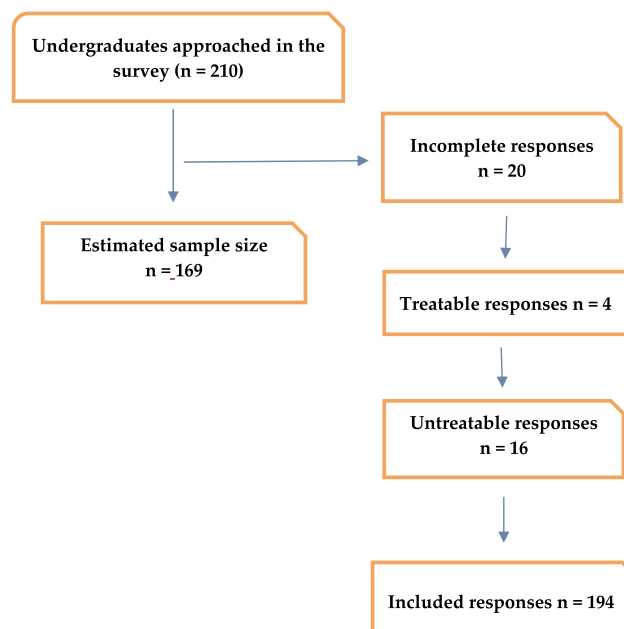 Undergraduates approached in the
survey (n = 210)
Incomplete responses
n = 20
Estimated sample size
n = 169
Treatable responses n = 4
Untreatable responses
n = 16
Included responses n = 194